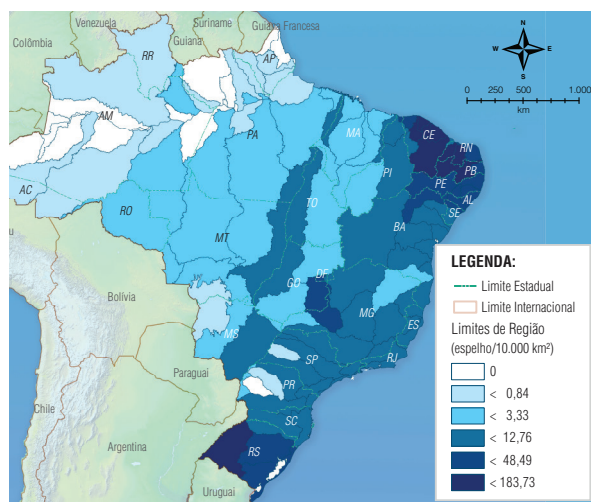 Venezuela
Suriname
Guiana Francesa
Colômbia
Guiana
RR
AP
AM
PA
MA
CE
RN
PB
PE
PI
AL
SE
AC
RO
TO
MT
BA
DF
GO
MG
MS
ES
SP
RJ
PR
SC
RS
Bolívia
Paraguai
Chile
Argentina
Uruguai
N
W
E
S
0 250 500 1.000
km
LEGENDA:
Limite Estadual
Limite Internacional
Limites de Região
(espelho/10.000 km²)
0
< 0,84
< 3,33
< 12,76
< 48,49
< 183,73